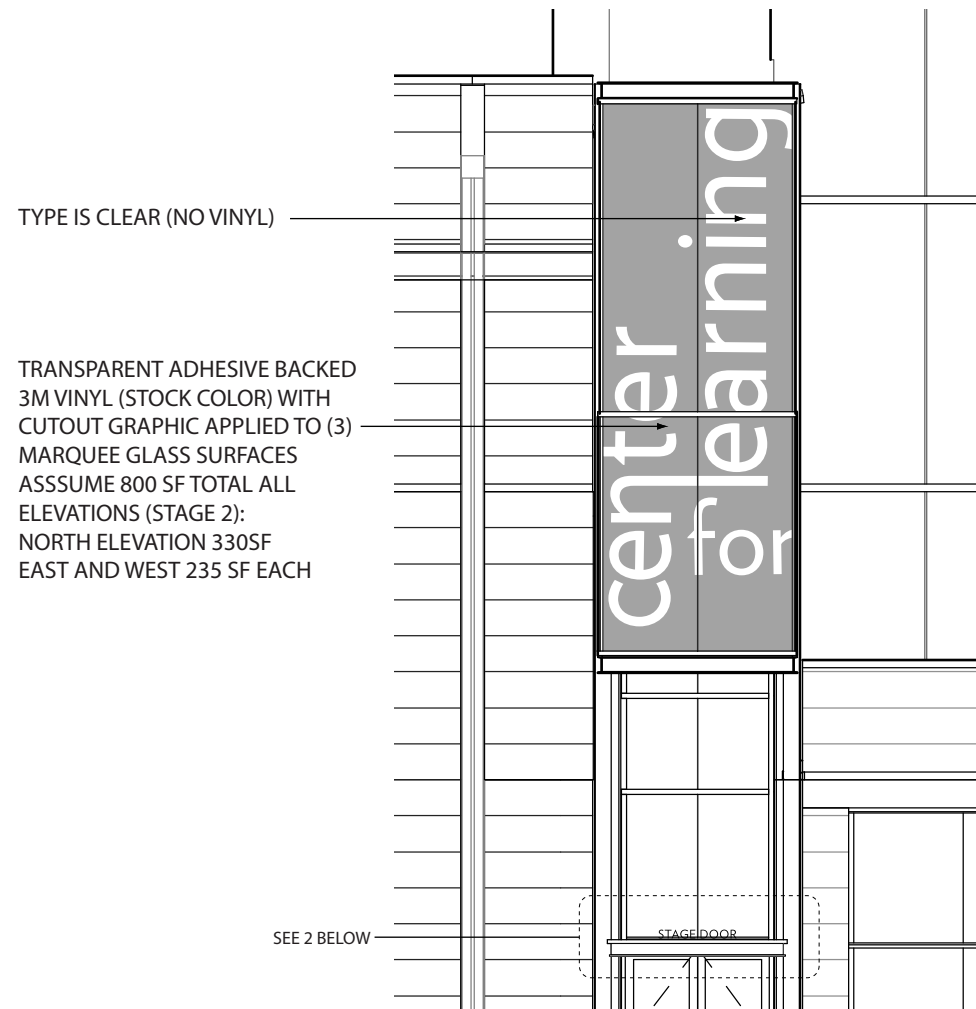 TYPE IS CLEAR (NO VINYL)
TRANSPARENT ADHESIVE BACKED
3M VINYL (STOCK COLOR) WITH
CUTOUT GRAPHIC APPLIED TO (3)
MARQUEE GLASS SURFACES
ASSSUME 800 SF TOTAL ALL
ELEVATIONS (STAGE 2):
NORTH ELEVATION 330SF
EAST AND WEST 235 SF EACH
center
for
learning
SEE 2 BELOW
STAGE DOOR